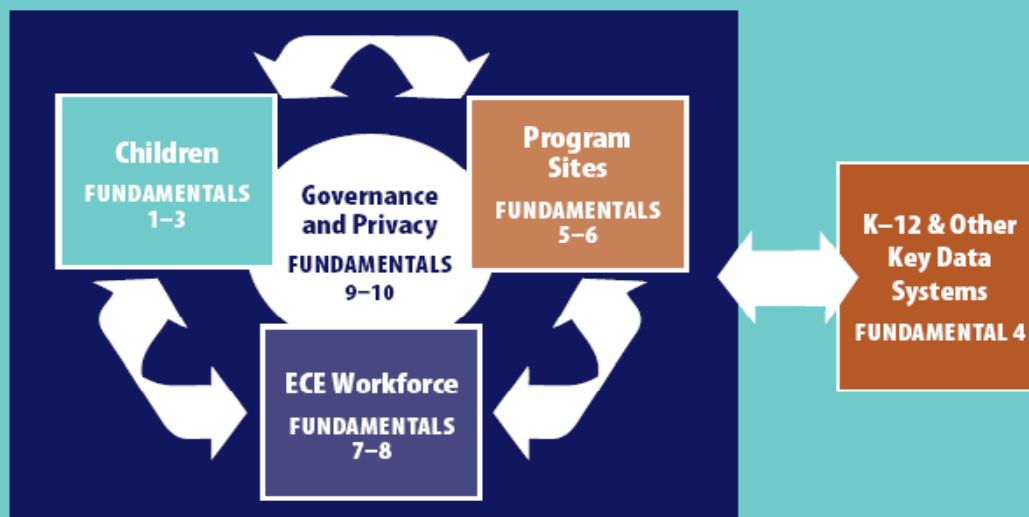 Children
FUNDAMENTALS
1–3
Governance
and Privacy
FUNDAMENTALS
9–10
Program
Sites
FUNDAMENTALS
5–6
ECE Workforce
FUNDAMENTALS
7–8
K–12 & Other
Key Data
Systems
FUNDAMENTAL 4